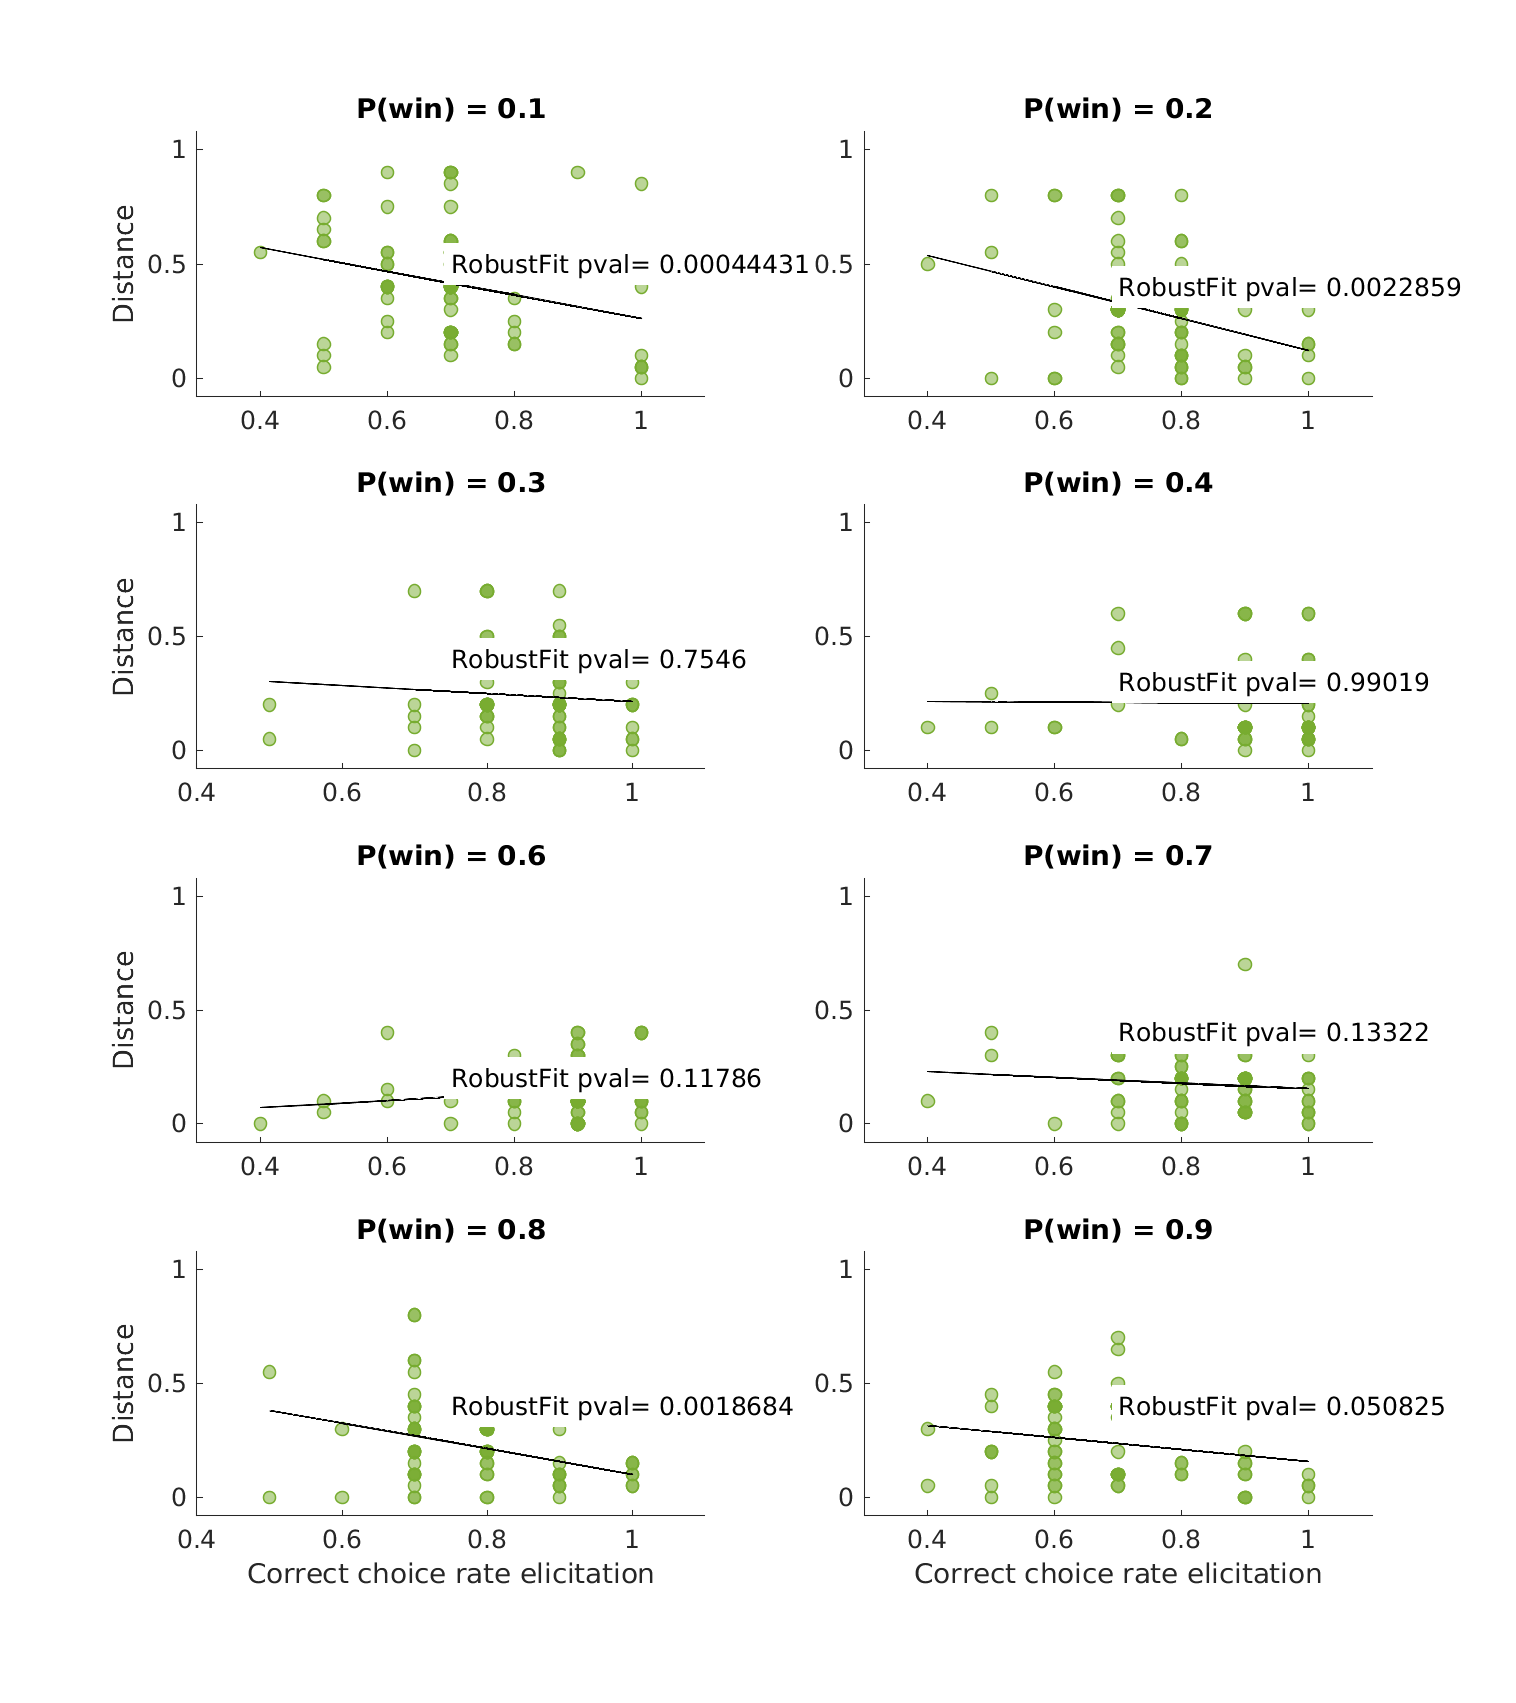 P(win) = 0.1
1
0.5
0
Distance
RobustFit pval= 0.00044431
0.4 0.6 0.8 1
P(win) = 0.2
1
0.5
0
RobustFit pval= 0.0022859
0.4 0.6 0.8 1
P(win) = 0.3
1
0.5
0
Distance
RobustFit pval= 0.7546
0.4 0.6 0.8 1
P(win) = 0.4
1
0.5
0
RobustFit pval= 0.99019
0.4 0.6 0.8 1
P(win) = 0.6
1
0.5
0
Distance
RobustFit pval= 0.11786
0.4 0.6 0.8 1
P(win) = 0.7
1
0.5
0
RobustFit pval= 0.13322
0.4 0.6 0.8 1
P(win) = 0.8
1
0.5
0
Distance
RobustFit pval= 0.0018684
0.4 0.6 0.8 1
Correct choice rate elicitation
P(win) = 0.9
1
0.5
0
RobustFit pval= 0.050825
0.4 0.6 0.8 1
Correct choice rate elicitation